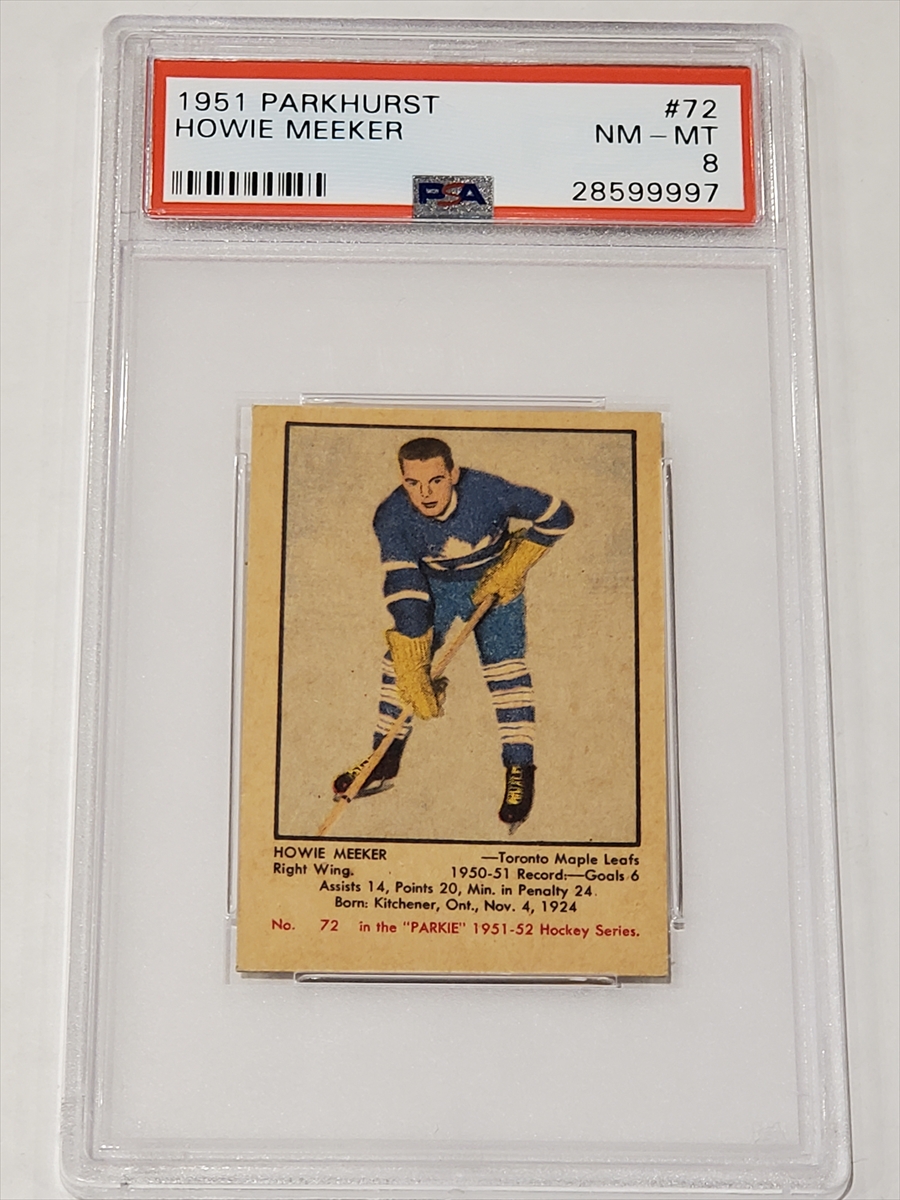 1951 PARKHURST #72
HOWIE MEEKER NM – MT
8
PSA 28599997
HOWIE MEEKER —Toronto Maple Leafs
Right Wing. 1950-51 Record:—Goals 6
Assists 14, Points 20, Min. in Penalty 24.
Born: Kitchener, Ont., Nov. 4, 1924
No. 72 in the "PARKIE" 1951-52 Hockey Series.